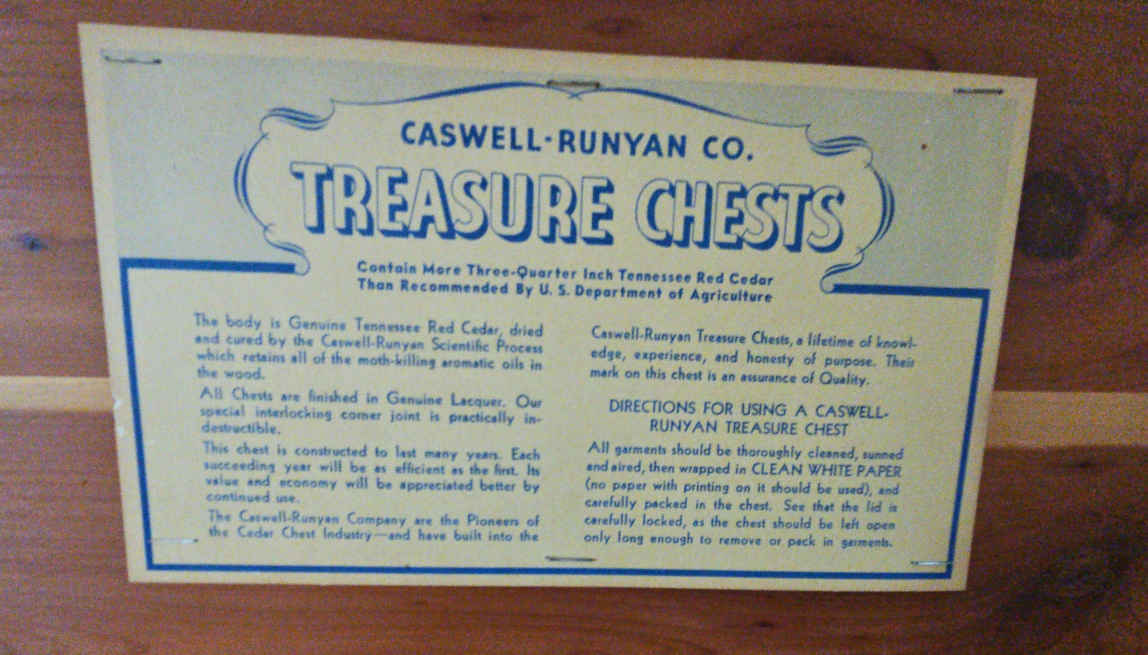 CASWELL-RUNYAN CO.
TREASURE CHESTS
Contain More Three-Quarter Inch Tennessee Red Cedar
Than Recommended By U. S. Department of Agriculture
The body is Genuine Tennessee Red Cedar, dried
and cured by the Caswell-Runyan Scientific Process
which retains all of the moth-killing aromatic oils in
the wood.
All Chests are finished in Genuine Lacquer. Our
special interlocking corner joint is practically in-
destructible.
This chest is constructed to last many years. Each
succeeding year will be as efficient as the first. Its
value and economy will be appreciated better by
continued use.
The Caswell-Runyan Company are the Pioneers of
the Cedar Chest Industry—and have built into the
Caswell-Runyan Treasure Chests, a lifetime of knowl-
edge, experience, and honesty of purpose. Their
mark on this chest is an assurance of Quality.
DIRECTIONS FOR USING A CASWELL-
RUNYAN TREASURE CHEST
All garments should be thoroughly cleaned, sunned
and aired, then wrapped in CLEAN WHITE PAPER
(no paper with printing on it should be used), and
carefully packed in the chest. See that the lid is
carefully locked, as the chest should be left open
only long enough to remove or pack in garments.